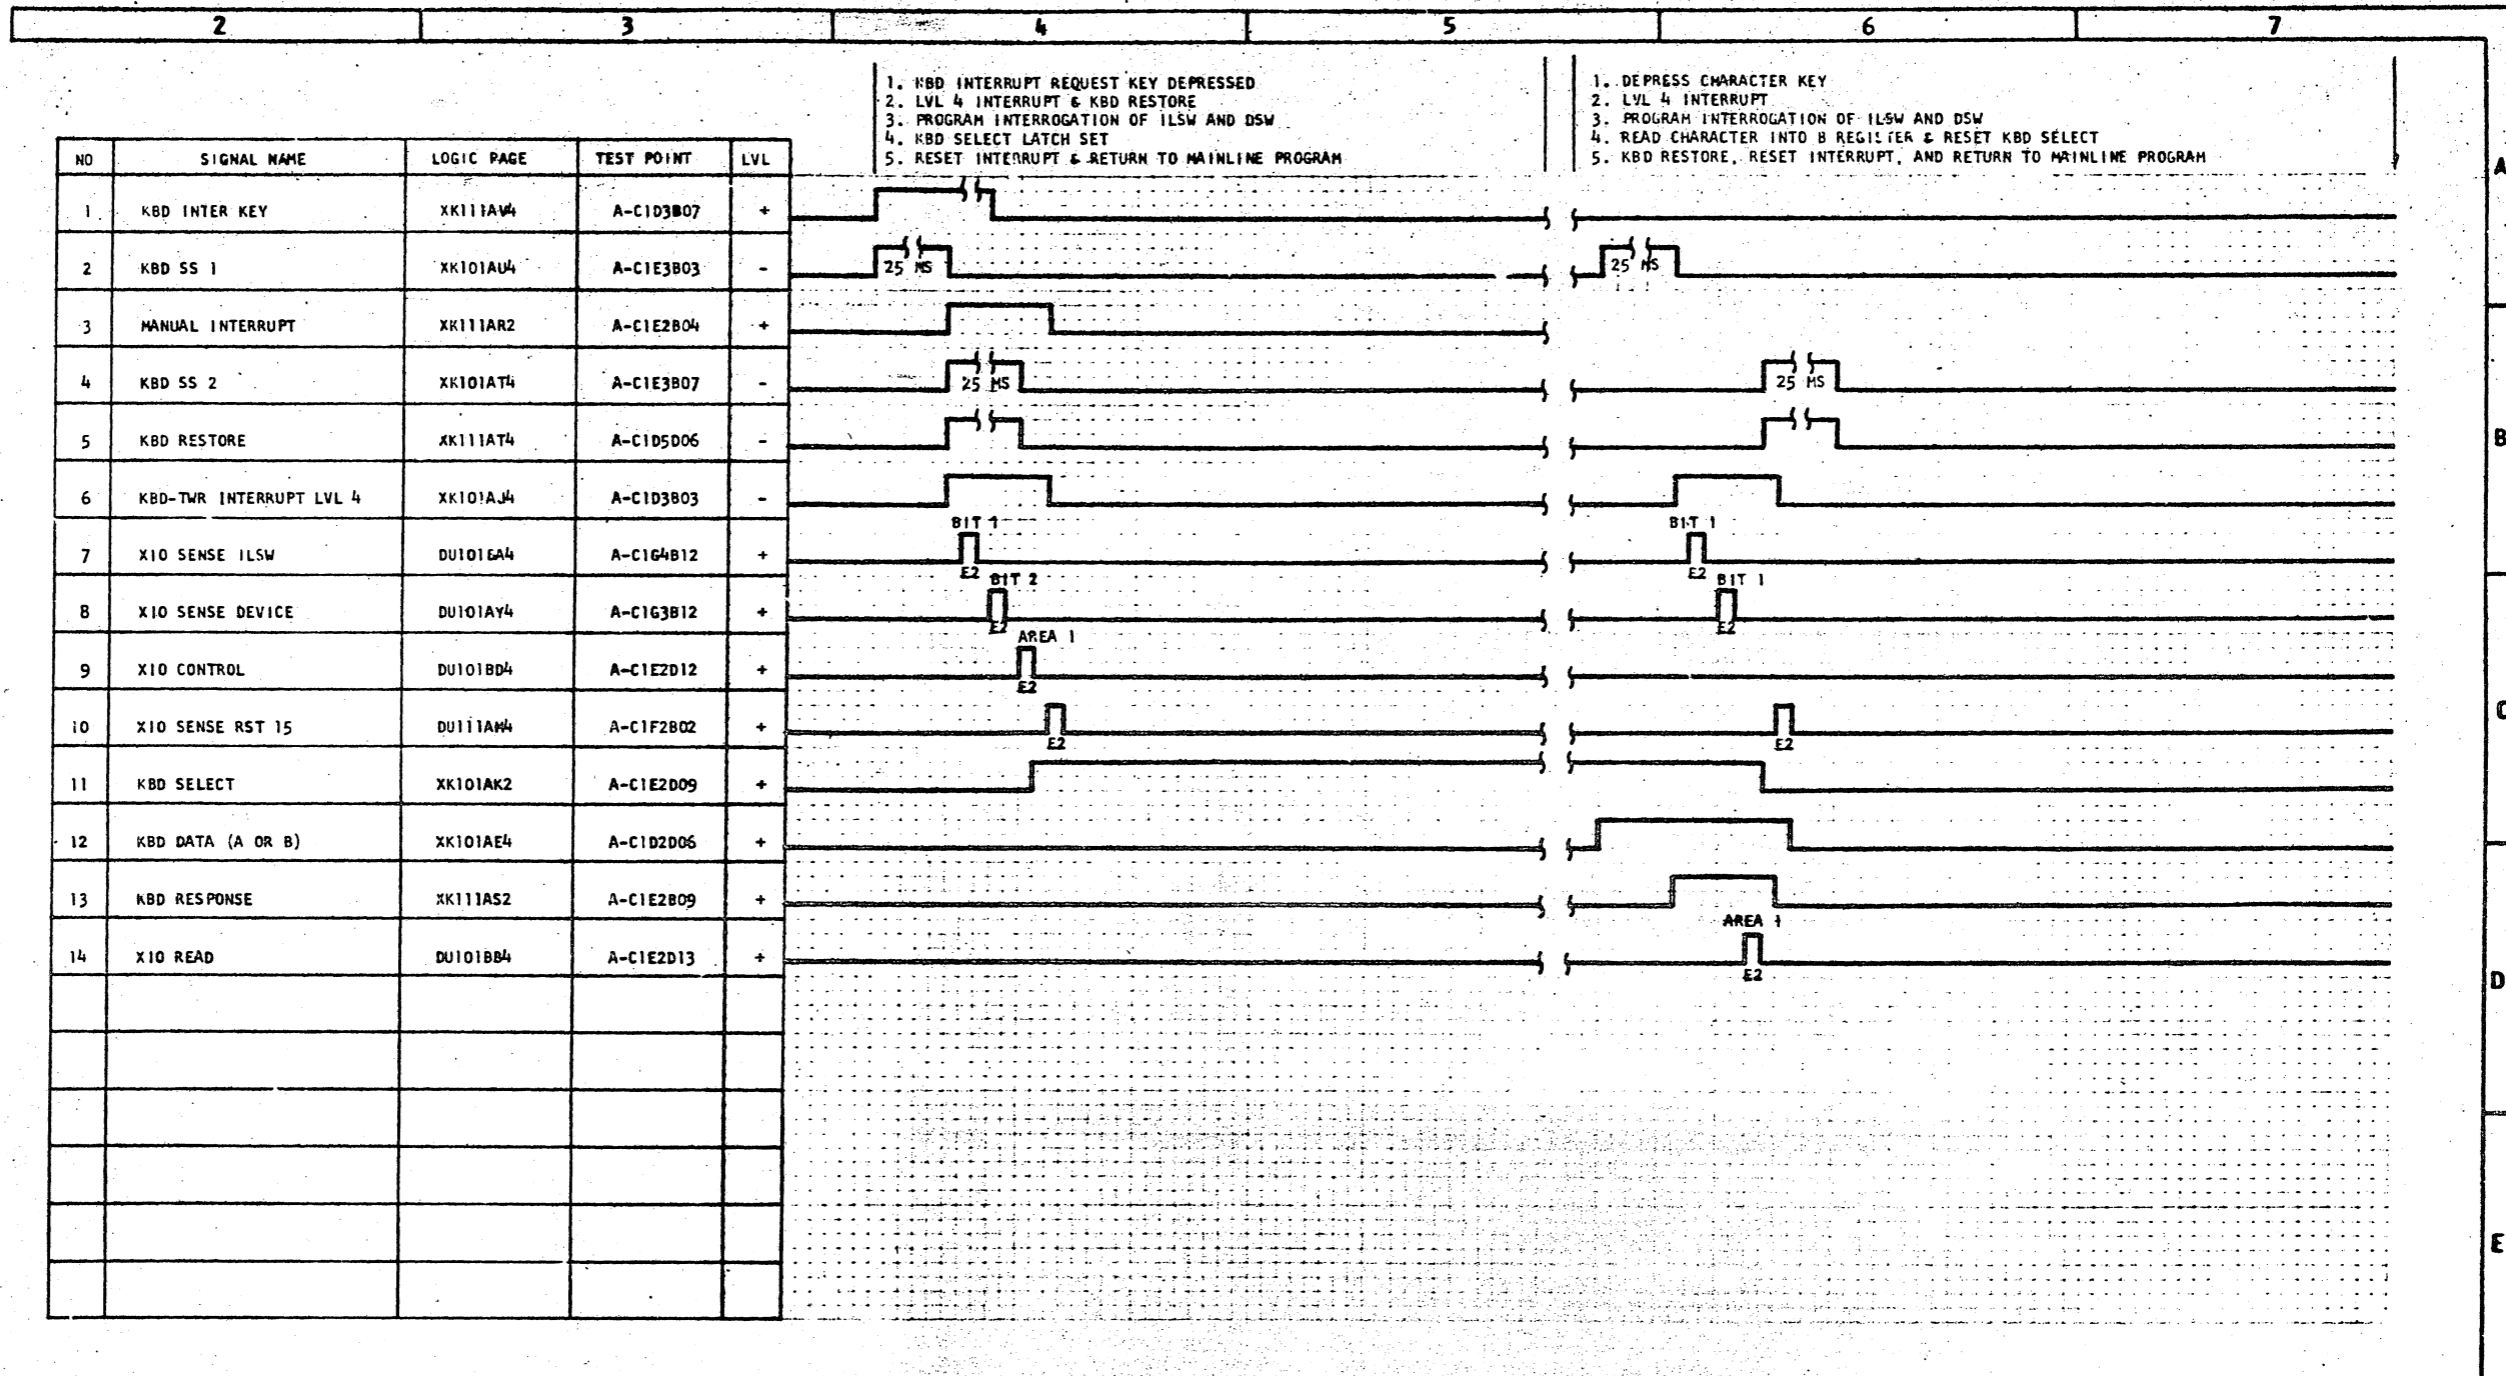 2 3 4 5 6 7
1. KBD INTERRUPT REQUEST KEY DEPRESSED
2. LVL 4 INTERRUPT & KBD RESTORE
3. PROGRAM INTERROGATION OF ILSW AND DSW
4. KBD SELECT LATCH SET
5. RESET INTERRUPT & RETURN TO MAINLINE PROGRAM
1. DEPRESS CHARACTER KEY
2. LVL 4 INTERRUPT
3. PROGRAM INTERROGATION OF ILSW AND DSW
4. READ CHARACTER INTO B REGISTER & RESET KBD SELECT
5. KBD RESTORE, RESET INTERRUPT, AND RETURN TO MAINLINE PROGRAM
A
NO SIGNAL NAME LOGIC PAGE TEST POINT LVL
1 KBD INTER KEY XK111AV4 A-C1D3B07 +
2 KBD SS 1 XK101AU4 A-C1E3B03 - 25 MS 25 MS
3 MANUAL INTERRUPT XK111AR2 A-C1E2B04 +
4 KBD SS 2 XK101AT4 A-C1E3B07 - 25 MS 25 MS
5 KBD RESTORE XK111AT4 A-C1D5D06 -
B
6 KBD-TWR INTERRUPT LVL 4 XK101AJ4 A-C1D3B03 -
BIT 1 BIT 1
7 XIO SENSE ILSW DU101GA4 A-C1G4B12 +
E2 BIT 2 E2 BIT 1
8 XIO SENSE DEVICE DU101AY4 A-C1G3B12 +
E2 AREA 1 E2
9 XIO CONTROL DU101BD4 A-C1E2D12 +
E2
10 XIO SENSE RST 15 DU111AM4 A-C1F2B02 +
E2 E2
C
11 KBD SELECT XK101AK2 A-C1E2D09 +
12 KBD DATA (A OR B) XK101AE4 A-C1D2D06 +
13 KBD RESPONSE XK111AS2 A-C1E2B09 +
AREA 1
14 XIO READ DU101BB4 A-C1E2D13 +
E2
D
E